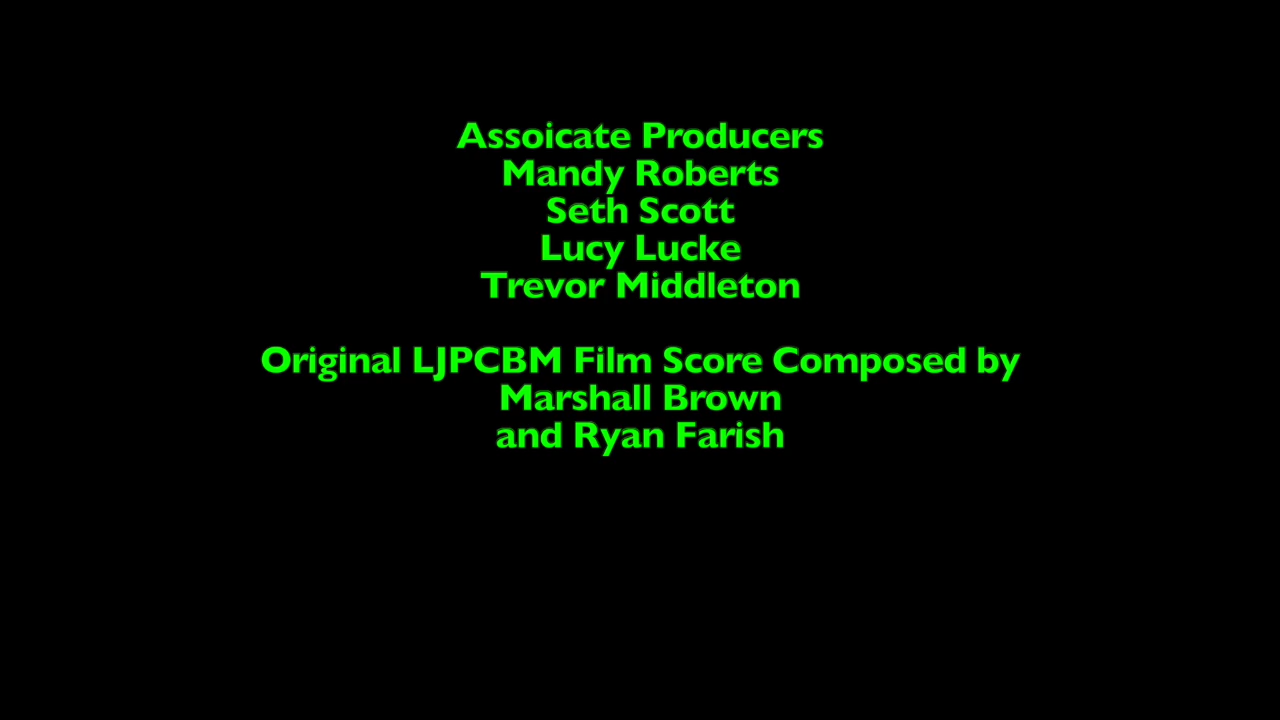 Assoicate Producers
Mandy Roberts
Seth Scott
Lucy Lucke
Trevor Middleton
Original LJPCBM Film Score Composed by
Marshall Brown
and Ryan Farish